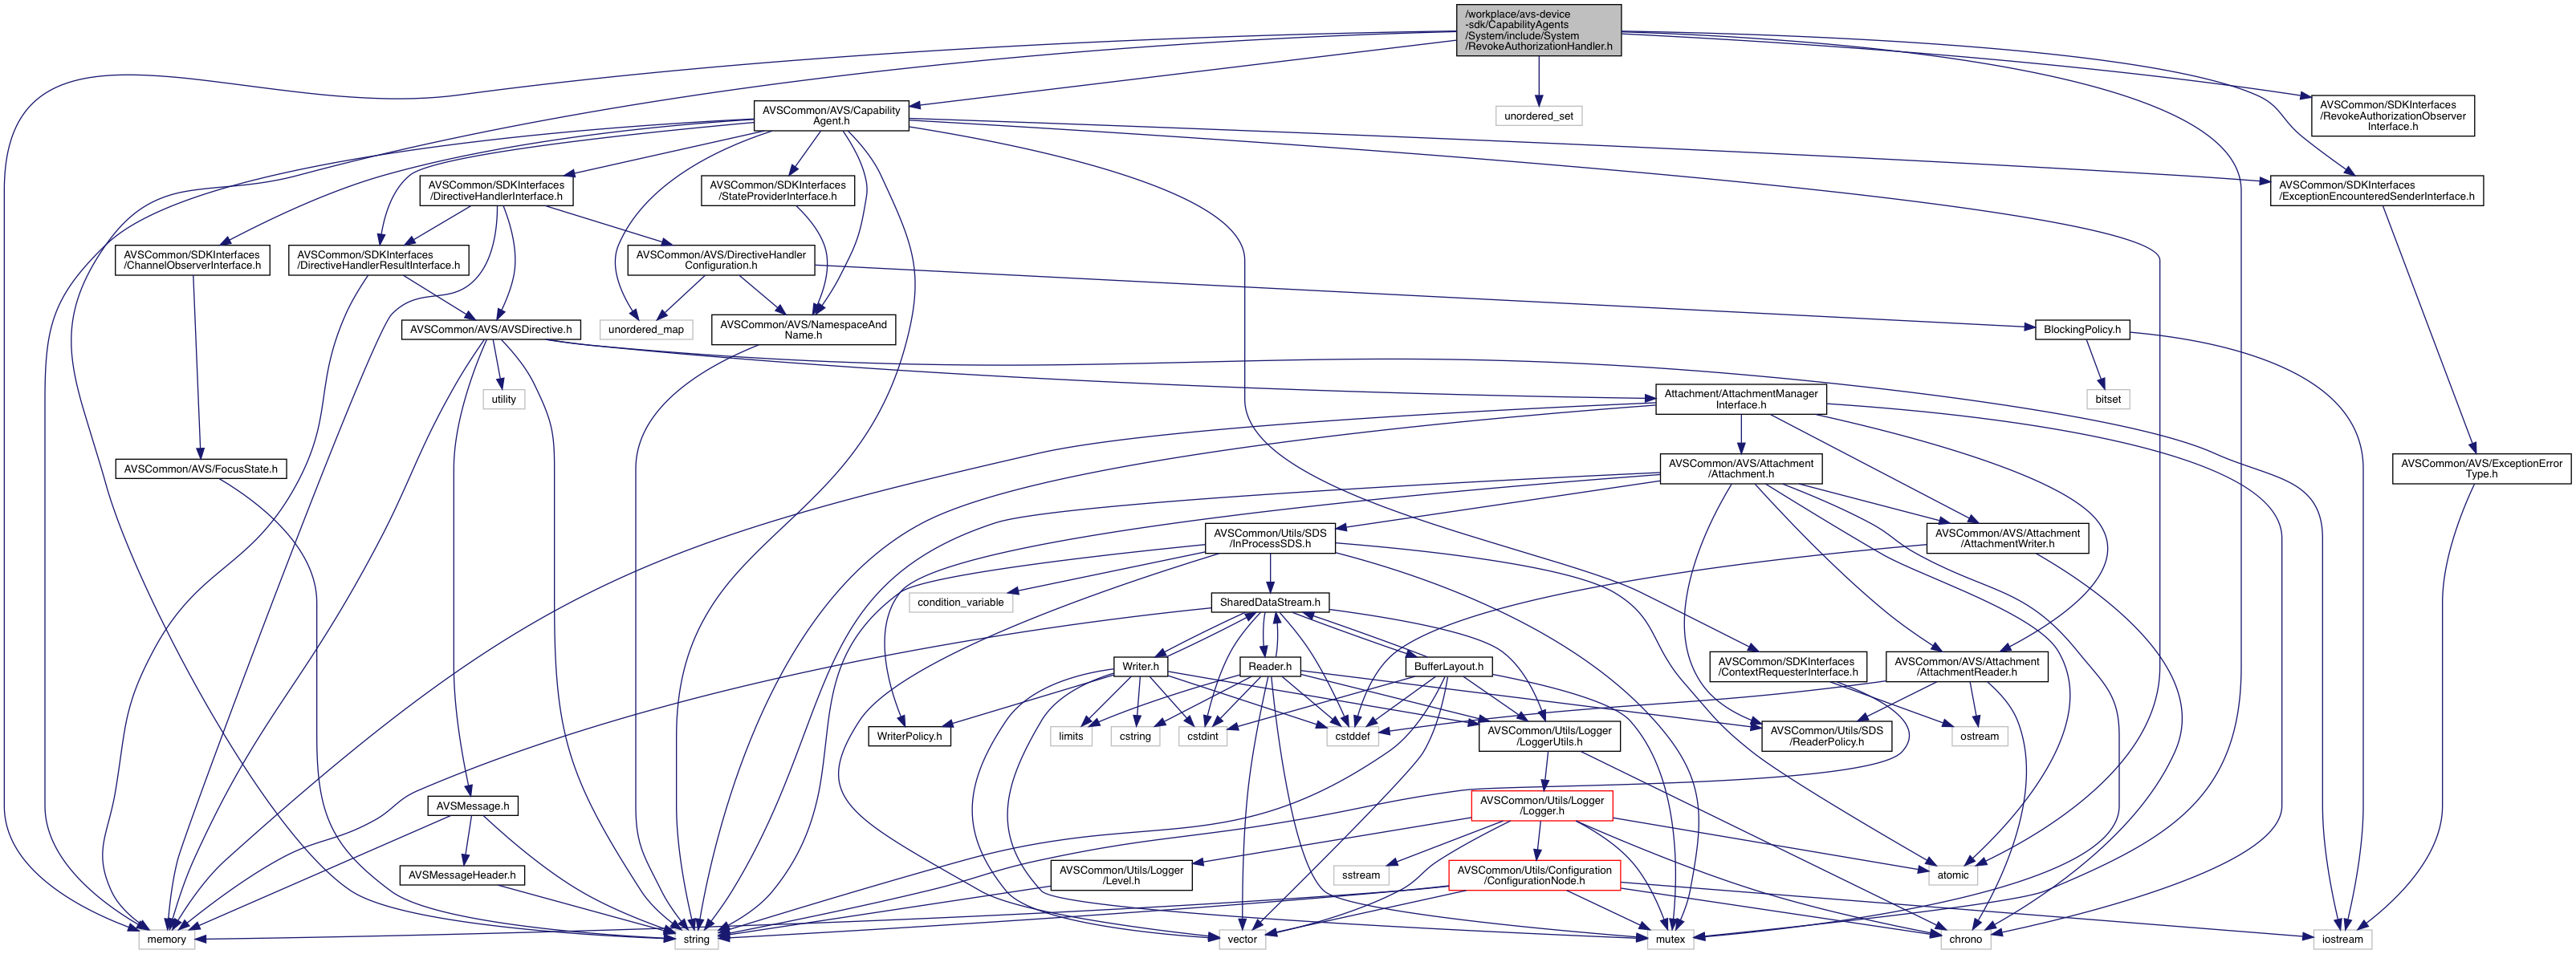 /workplace/avs-device
-sdk/CapabilityAgents
/System/include/System
/RevokeAuthorizationHandler.h
AVSCommon/AVS/Capability
Agent.h
unordered_set
AVSCommon/SDKInterfaces
/RevokeAuthorizationObserver
Interface.h
AVSCommon/SDKInterfaces
/DirectiveHandlerInterface.h
AVSCommon/SDKInterfaces
/StateProviderInterface.h
AVSCommon/SDKInterfaces
/ExceptionEncounteredSenderInterface.h
AVSCommon/SDKInterfaces
/ChannelObserverInterface.h
AVSCommon/SDKInterfaces
/DirectiveHandlerResultInterface.h
AVSCommon/AVS/DirectiveHandler
Configuration.h
AVSCommon/AVS/AVSDirective.h
unordered_map
AVSCommon/AVS/NamespaceAnd
Name.h
BlockingPolicy.h
utility
Attachment/AttachmentManager
Interface.h
bitset
AVSCommon/AVS/FocusState.h
AVSCommon/AVS/Attachment
/Attachment.h
AVSCommon/AVS/ExceptionError
Type.h
AVSCommon/Utils/SDS
/InProcessSDS.h
AVSCommon/AVS/Attachment
/AttachmentWriter.h
condition_variable
SharedDataStream.h
Writer.h
Reader.h
BufferLayout.h
AVSCommon/SDKInterfaces
/ContextRequesterInterface.h
AVSCommon/AVS/Attachment
/AttachmentReader.h
WriterPolicy.h
limits
cstring
cstdint
cstddef
AVSCommon/Utils/Logger
/LoggerUtils.h
AVSCommon/Utils/SDS
/ReaderPolicy.h
ostream
AVSMessage.h
AVSCommon/Utils/Logger
/Logger.h
AVSMessageHeader.h
AVSCommon/Utils/Logger
/Level.h
sstream
AVSCommon/Utils/Configuration
/ConfigurationNode.h
atomic
memory
string
vector
mutex
chrono
iostream